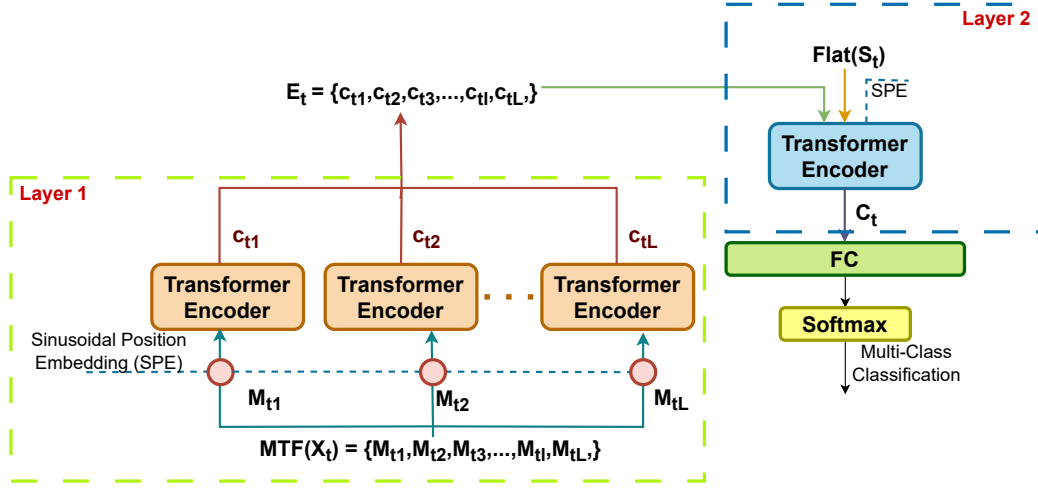 Layer 2
Flat(Sₜ)
SPE
Eₜ = {cₜ₁,cₜ₂,cₜ₃,...,cₜₗ,cₜL,}
Transformer
Encoder
Cₜ
FC
Softmax
Multi-Class
Classification
Layer 1
cₜ₁
cₜ₂
cₜL
Transformer
Encoder
Transformer
Encoder
. . . .
Transformer
Encoder
Sinusoidal Position
Embedding (SPE)
Mₜ₁
Mₜ₂
MₜL
MTF(Xₜ) = {Mₜ₁,Mₜ₂,Mₜ₃,...,Mₜₗ,MₜL,}